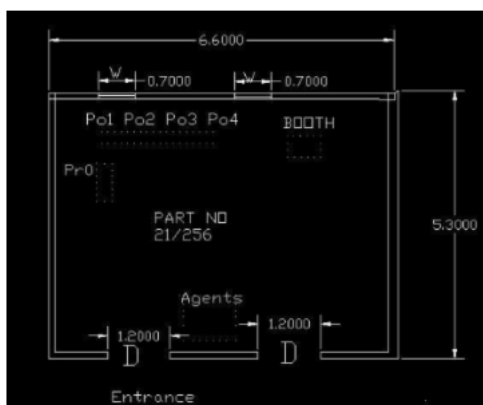 6.6000
W 0.7000 W 0.7000
Po1 Po2 Po3 Po4 BOOTH
PrO
5.3000
PART NO
21/256
Agents
1.2000 1.2000
D D
Entrance